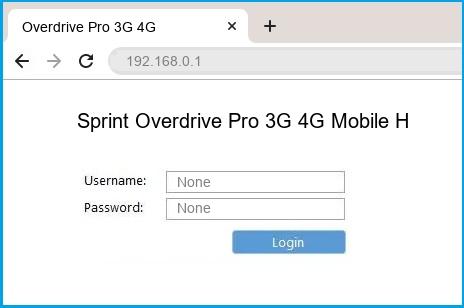 Overdrive Pro 3G 4G
192.168.0.1
Sprint Overdrive Pro 3G 4G Mobile H
Username: None
Password: None
Login